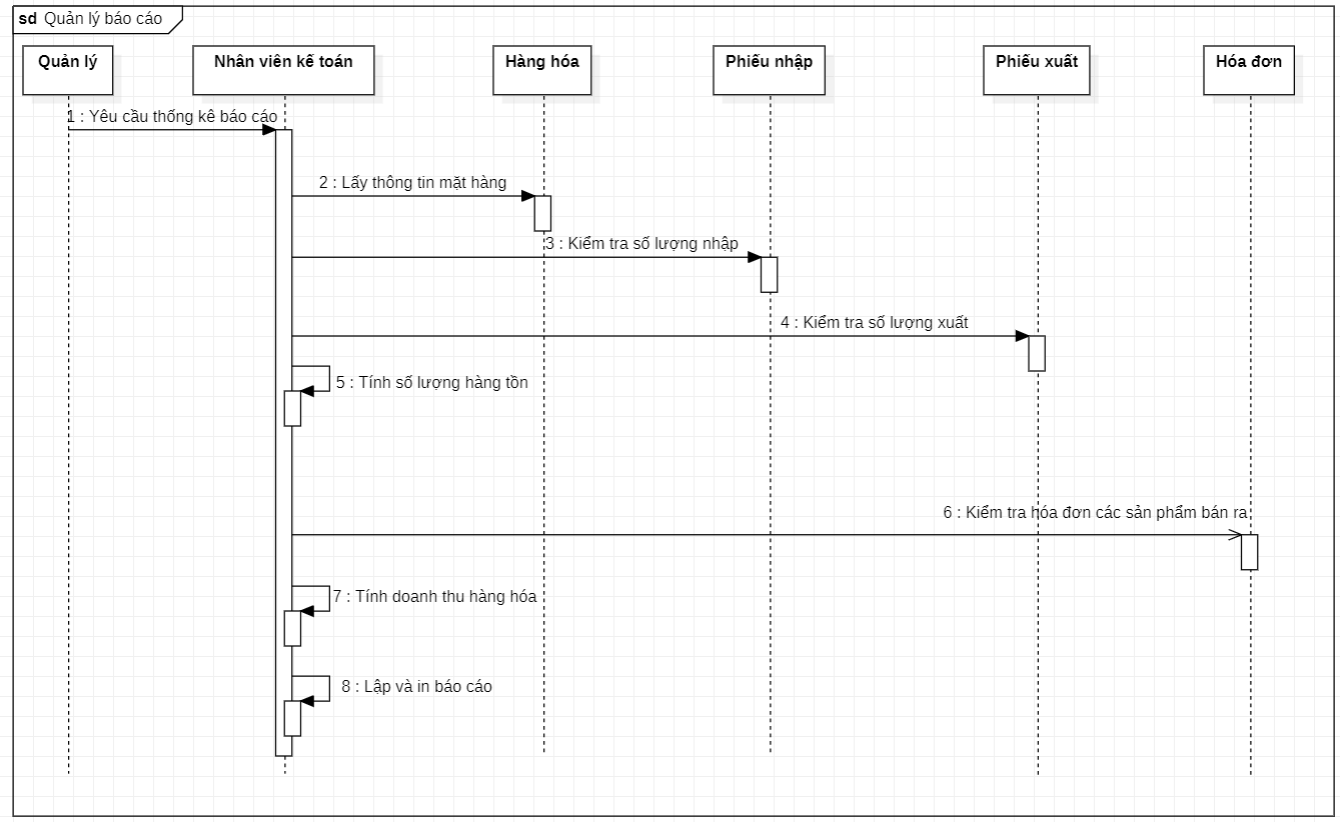 sd Quản lý báo cáo
Quản lý
Nhân viên kế toán
Hàng hóa
Phiếu nhập
Phiếu xuất
Hóa đơn
1 : Yêu cầu thống kê báo cáo
2 : Lấy thông tin mặt hàng
3 : Kiểm tra số lượng nhập
4 : Kiểm tra số lượng xuất
5 : Tính số lượng hàng tồn
6 : Kiểm tra hóa đơn các sản phẩm bán ra
7 : Tính doanh thu hàng hóa
8 : Lập và in báo cáo